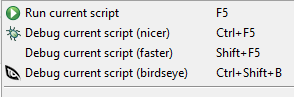 Run current script F5
Debug current script (nicer) Ctrl+F5
Debug current script (faster) Shift+F5
Debug current script (birdseye) Ctrl+Shift+B